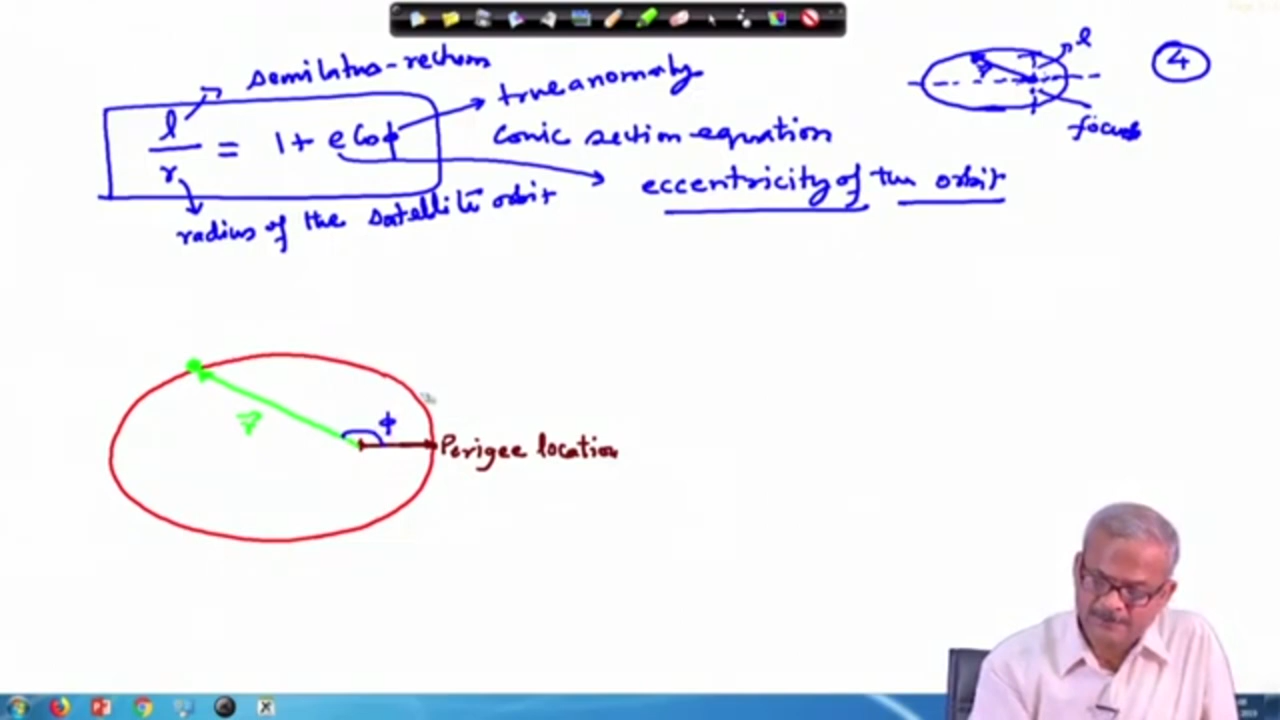 semilatus-rectum
l/r = 1 + e Cosϕ
true anomaly
Conic section equation
eccentricity of the orbit
radius of the satellite orbit
l
focus
4
ϕ
r
Perigee location